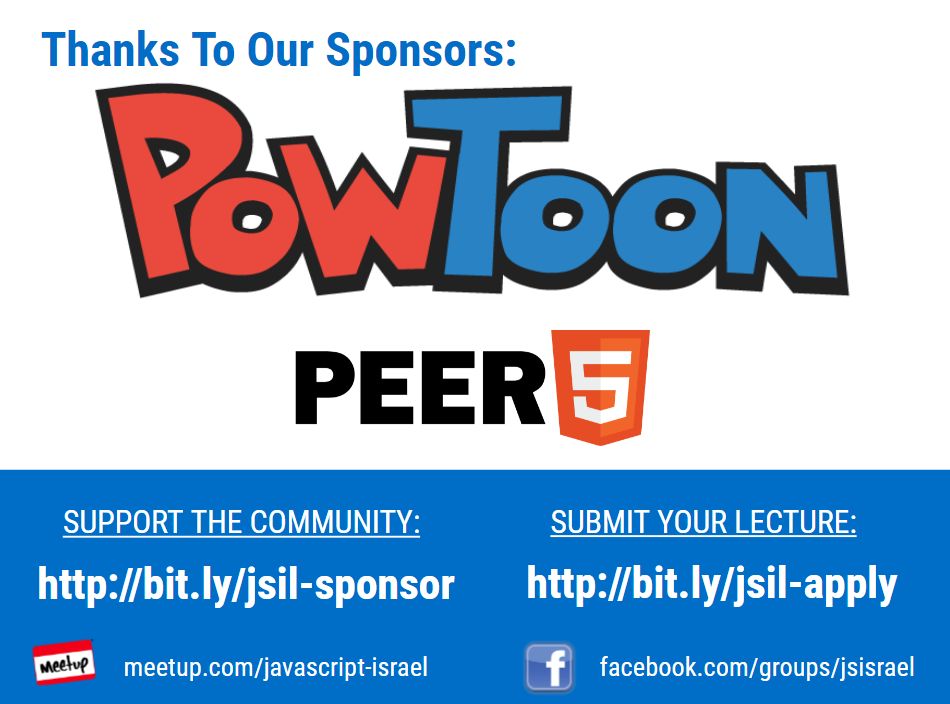 Thanks To Our Sponsors:
POWTOON
PEER5
SUPPORT THE COMMUNITY:
http://bit.ly/jsil-sponsor
SUBMIT YOUR LECTURE:
http://bit.ly/jsil-apply
Meetup
meetup.com/javascript-israel
f
facebook.com/groups/jsisrael